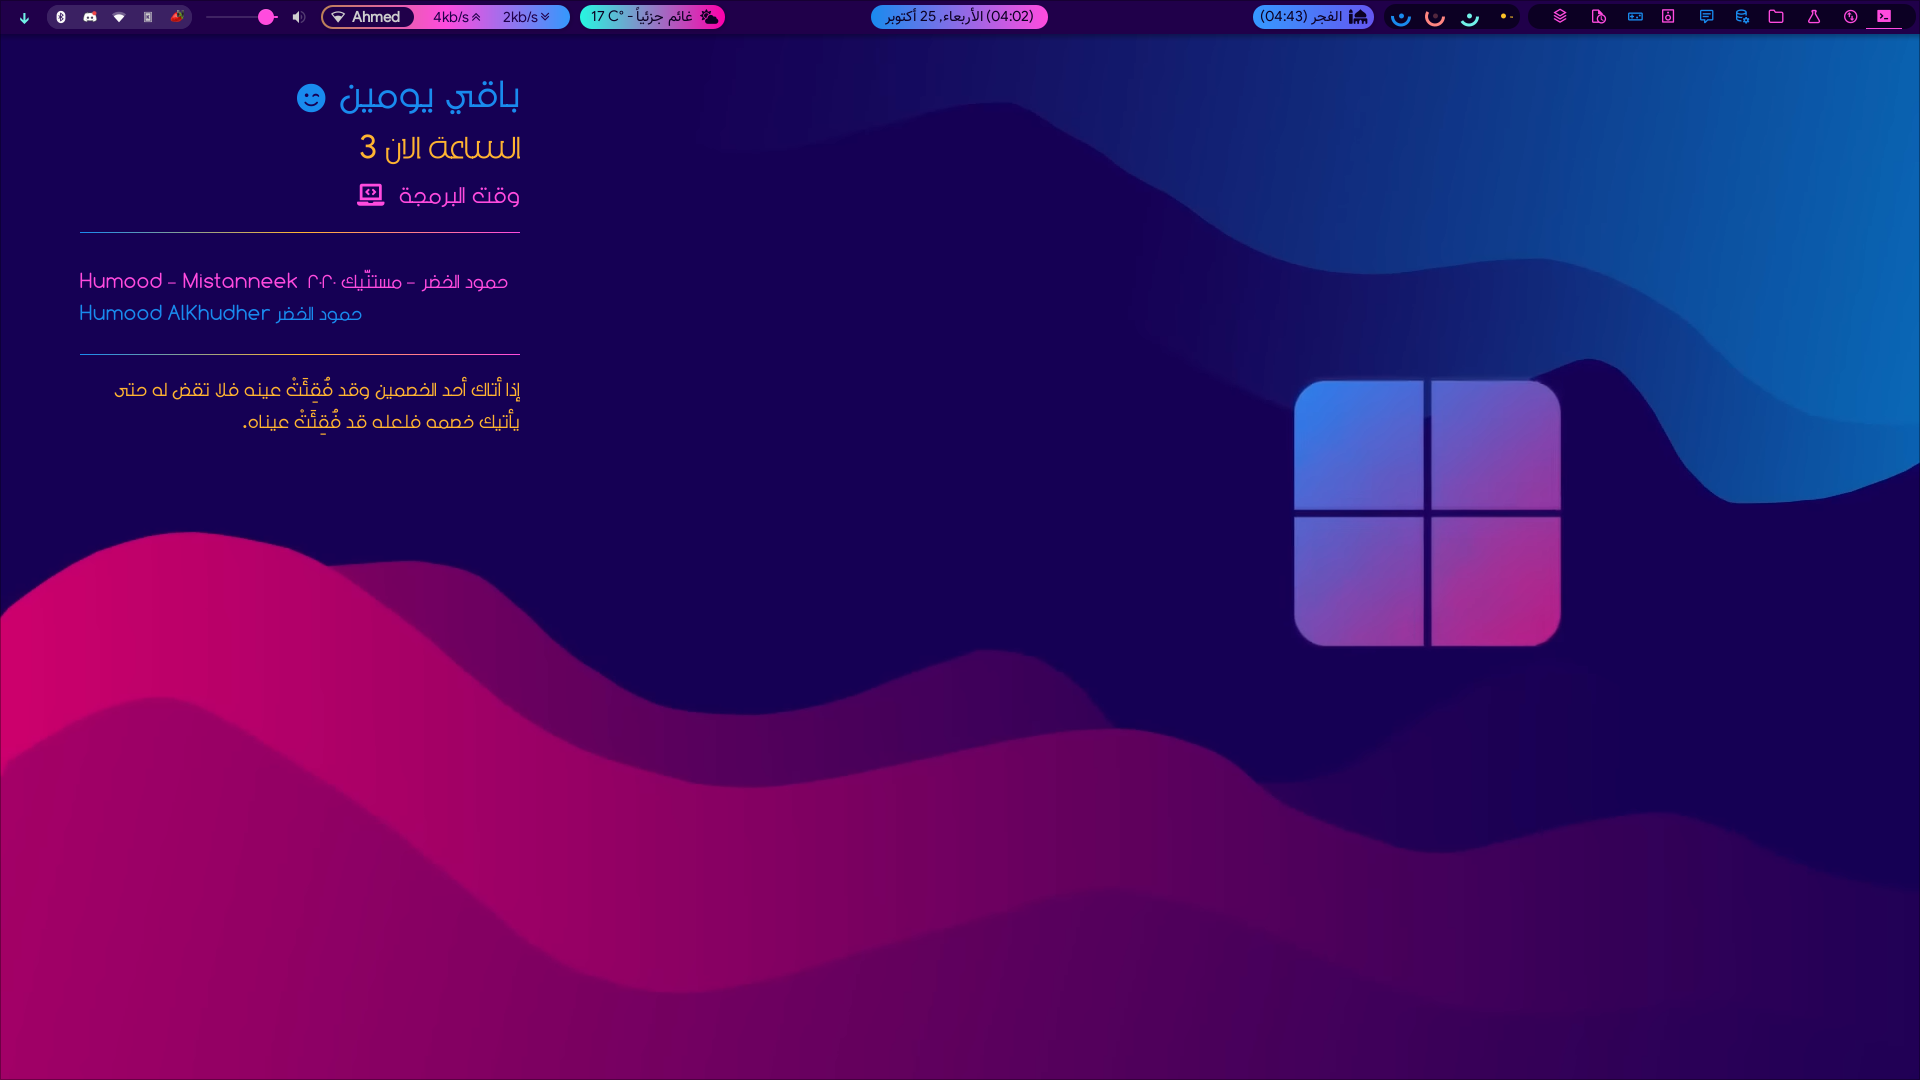 الفجر (04:43)
الأربعاء, 25 أكتوبر (04:02)
غائم جزئياً - 17 C°
2kb/s
4kb/s
Ahmed
باقي يومين
الساعة الان 3
وقت البرمجة
Humood - Mistanneek حمود الخضر - مستنّيك ٢٠٢٠
Humood AlKhudher حمود الخضر
إذا أتاك أحد الخصمين وقد فُقِئَتْ عينه فلا تقض له حتى
يأتيك خصمه فلعله قد فُقِئَتْ عيناه.